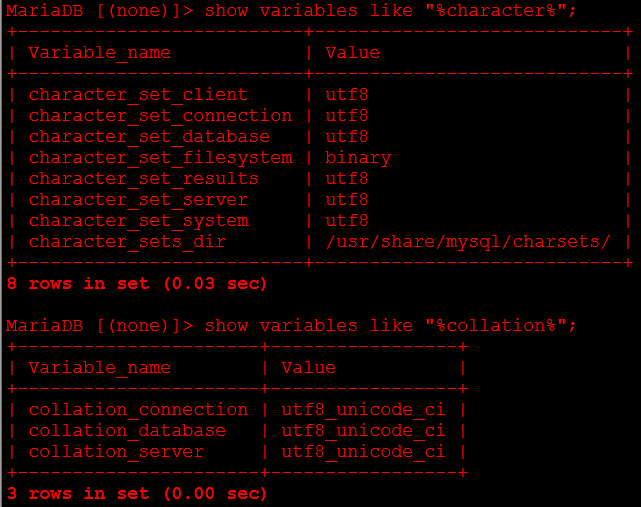 MariaDB [(none)]> show variables like "%character%";
+--------------------------+----------------------------+
| Variable_name            | Value                      |
+--------------------------+----------------------------+
| character_set_client     | utf8                       |
| character_set_connection | utf8                       |
| character_set_database   | utf8                       |
| character_set_filesystem | binary                     |
| character_set_results    | utf8                       |
| character_set_server     | utf8                       |
| character_set_system     | utf8                       |
| character_sets_dir       | /usr/share/mysql/charsets/ |
+--------------------------+----------------------------+
8 rows in set (0.03 sec)

MariaDB [(none)]> show variables like "%collation%";
+----------------------+-----------------+
| Variable_name        | Value           |
+----------------------+-----------------+
| collation_connection | utf8_unicode_ci |
| collation_database   | utf8_unicode_ci |
| collation_server     | utf8_unicode_ci |
+----------------------+-----------------+
3 rows in set (0.00 sec)